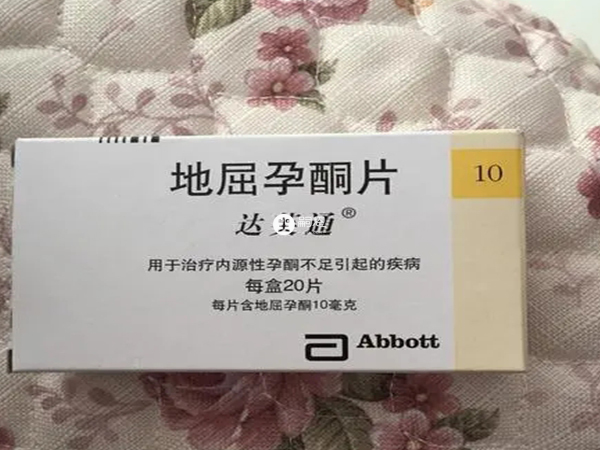 地屈孕酮片
10
达 通®
用于治疗内源性孕酮不足引起的疾病
每盒20片
每片含地屈孕酮10毫克
Abbott